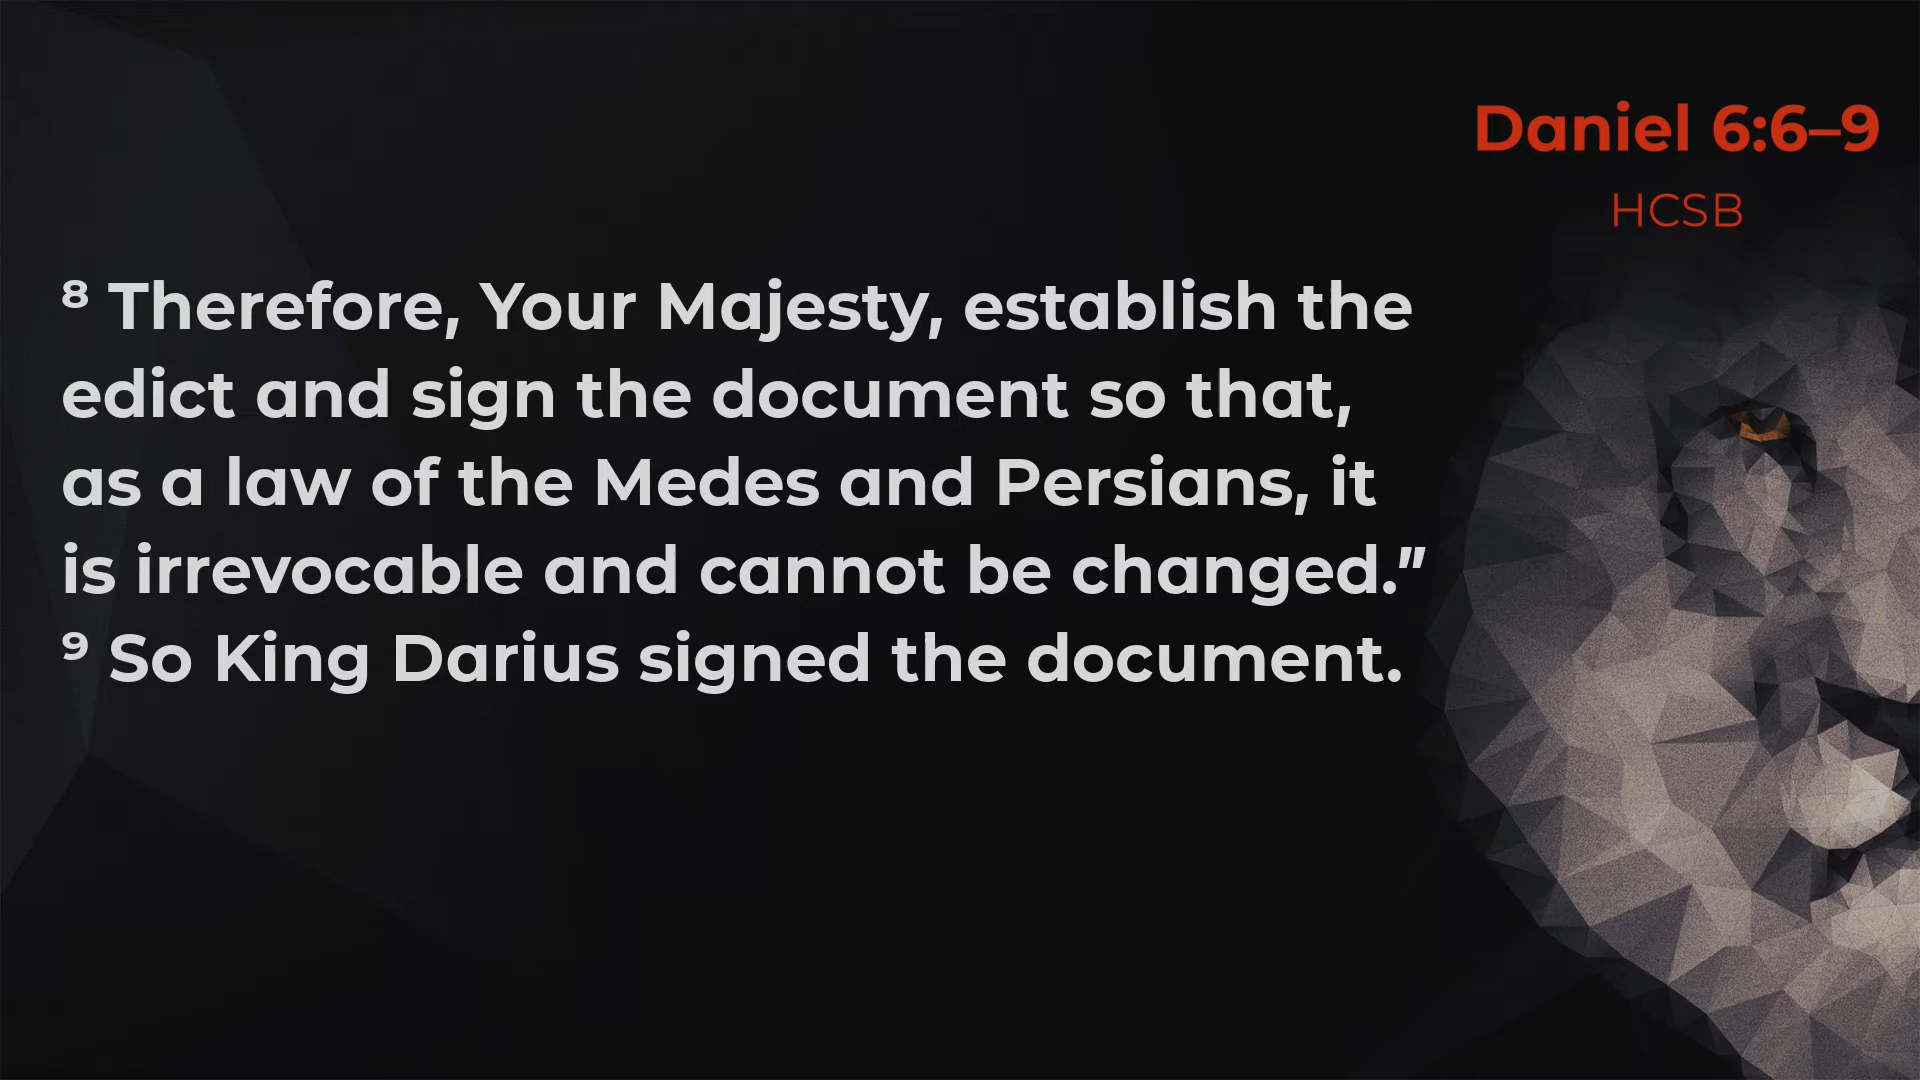 Daniel 6:6–9
HCSB
⁸ Therefore, Your Majesty, establish the
edict and sign the document so that,
as a law of the Medes and Persians, it
is irrevocable and cannot be changed.”
⁹ So King Darius signed the document.